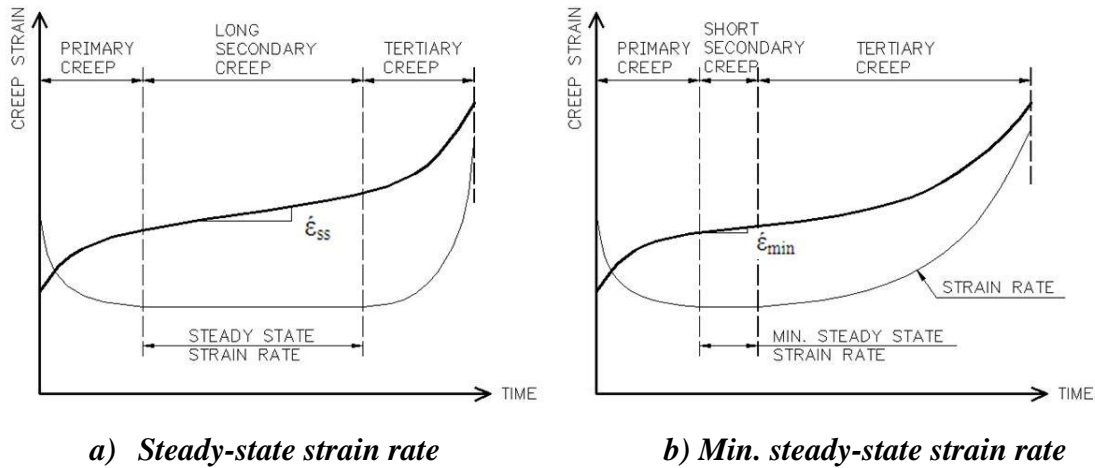 CREEP STRAIN
PRIMARY
CREEP
LONG
SECONDARY
CREEP
TERTIARY
CREEP
ε̇ss
STEADY STATE
STRAIN RATE
TIME
a) Steady-state strain rate
CREEP STRAIN
PRIMARY
CREEP
SHORT
SECONDARY
CREEP
TERTIARY
CREEP
ε̇min
STRAIN RATE
MIN. STEADY STATE
STRAIN RATE
TIME
b) Min. steady-state strain rate